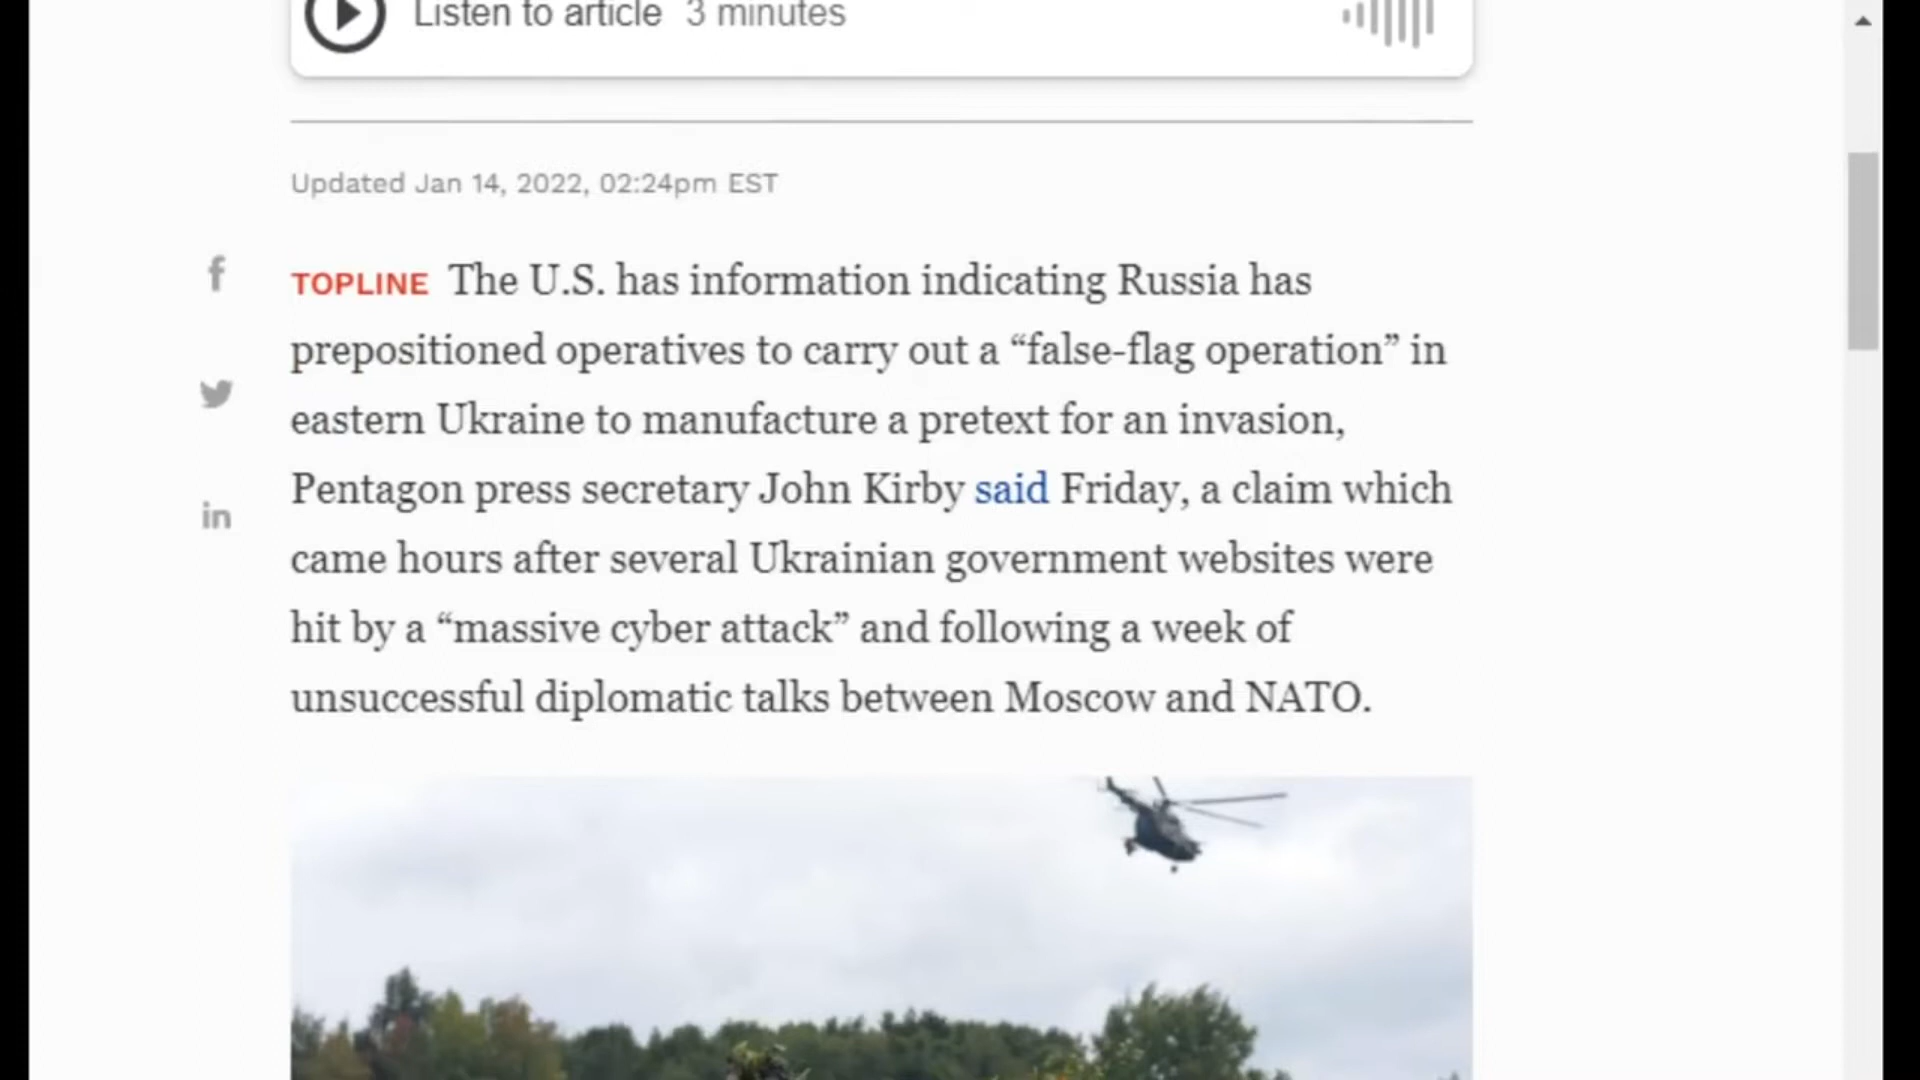 Listen to article 3 minutes
Updated Jan 14, 2022, 02:24pm EST
TOPLINE The U.S. has information indicating Russia has
prepositioned operatives to carry out a “false-flag operation” in
eastern Ukraine to manufacture a pretext for an invasion,
Pentagon press secretary John Kirby said Friday, a claim which
came hours after several Ukrainian government websites were
hit by a “massive cyber attack” and following a week of
unsuccessful diplomatic talks between Moscow and NATO.